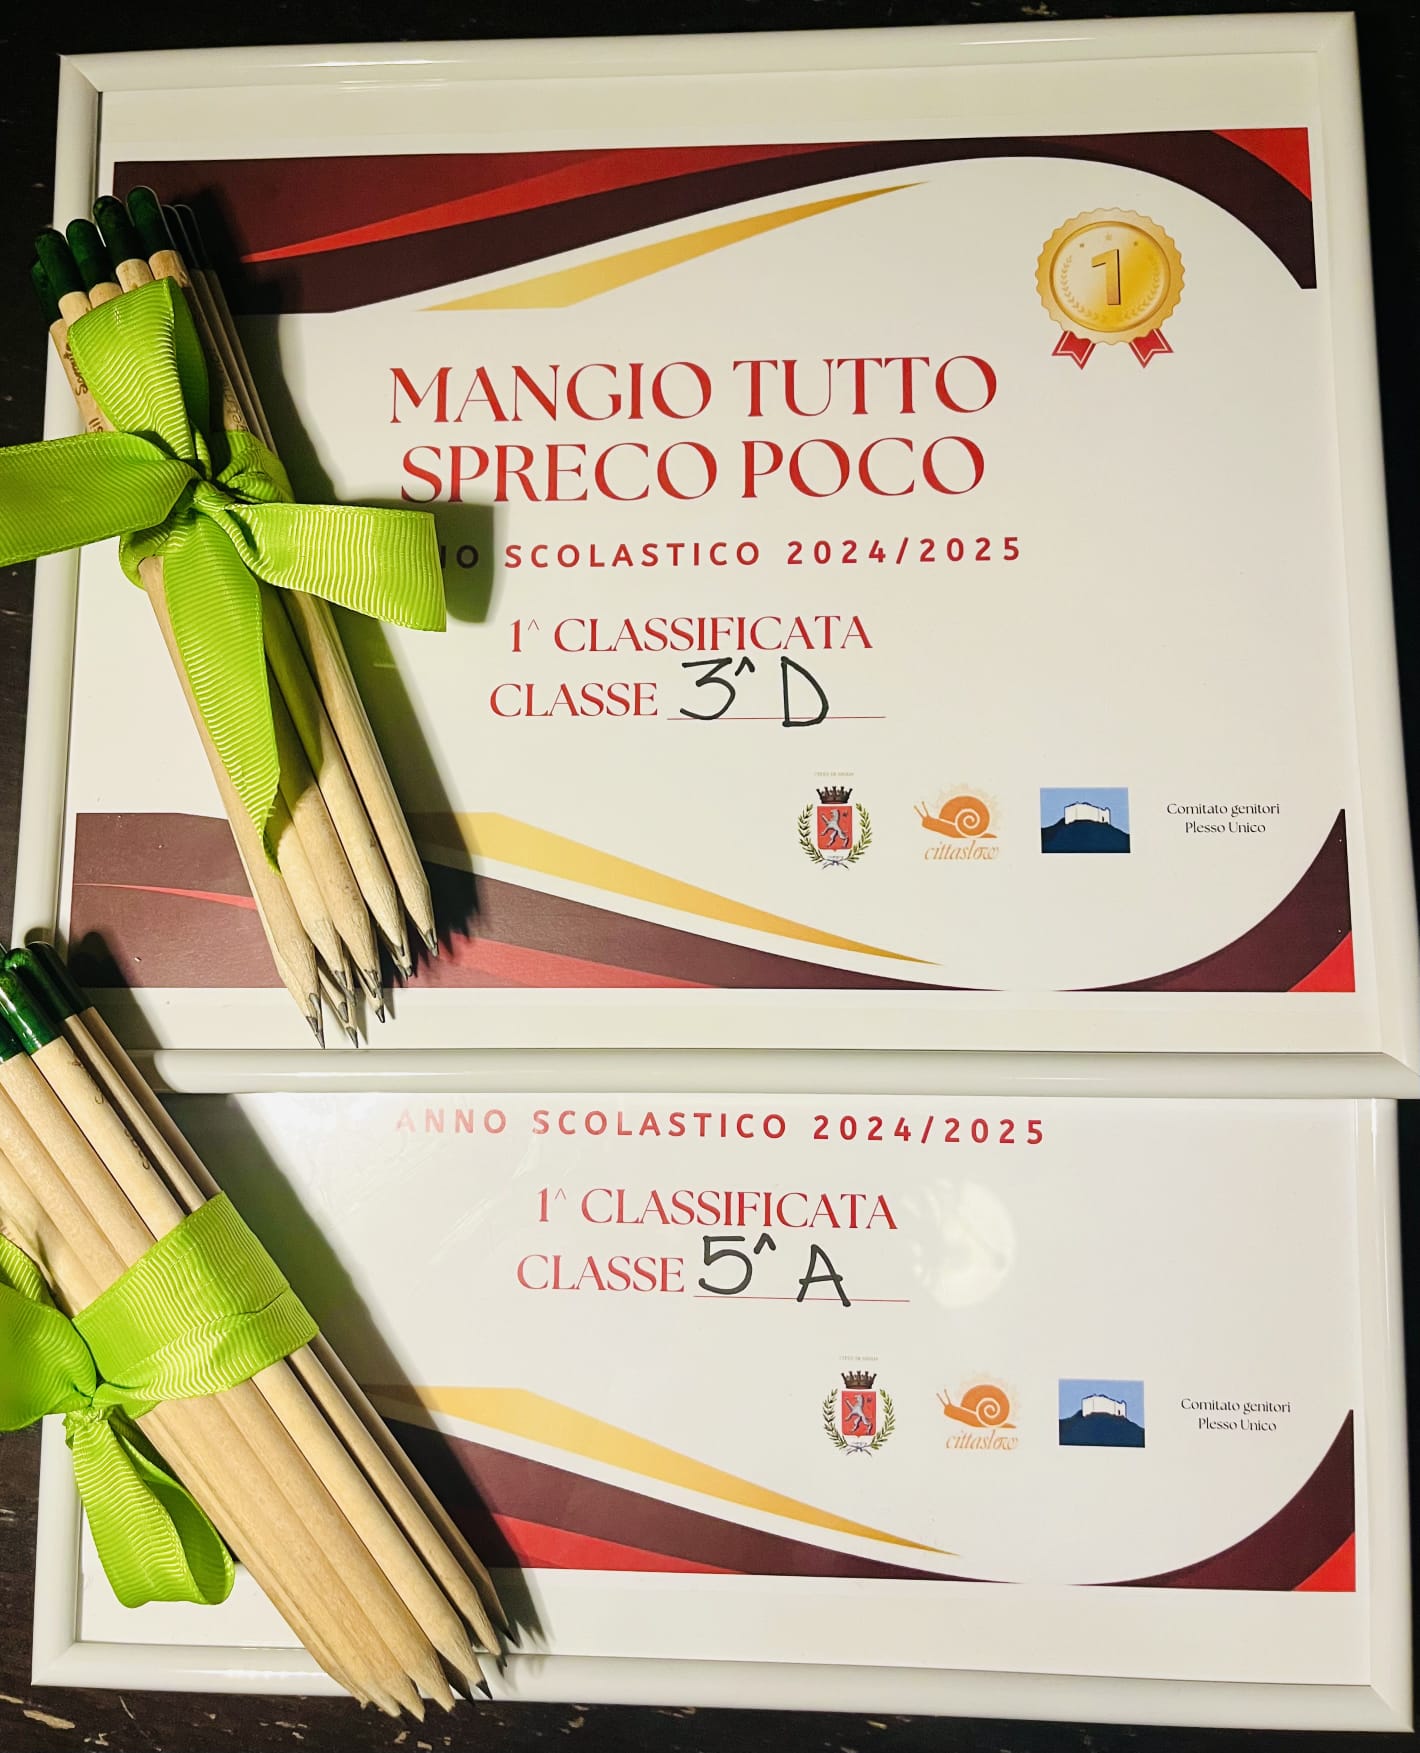 1
MANGIO TUTTO
SPRECO POCO
SCOLASTICO 2024/2025
1^ CLASSIFICATA
CLASSE 3^ D
cittaslow
Comitato genitori
Plesso Unico
ANNO SCOLASTICO 2024/2025
1^ CLASSIFICATA
CLASSE 5^ A
cittaslow
Comitato genitori
Plesso Unico